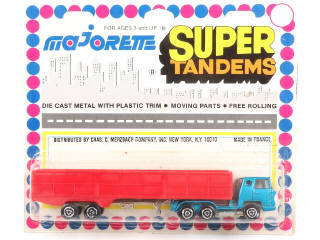 FOR AGES 3 and UP
majorette
SUPER
TANDEMS
DIE CAST METAL WITH PLASTIC TRIM • MOVING PARTS • FREE ROLLING
DISTRIBUTED BY CHAS. C. MERZBACH COMPANY, INC. NEW YORK, N.Y. 10010
MADE IN FRANCE